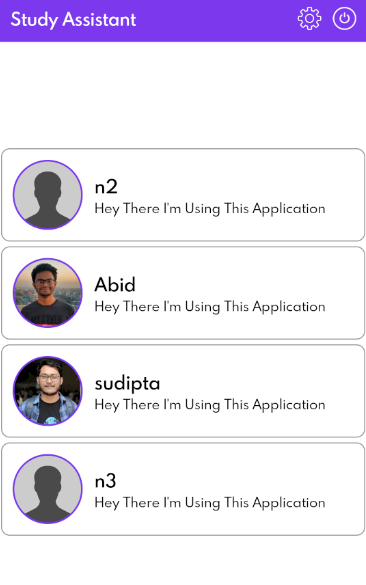 Study Assistant
n2
Hey There I'm Using This Application
Abid
Hey There I'm Using This Application
sudipta
Hey There I'm Using This Application
n3
Hey There I'm Using This Application